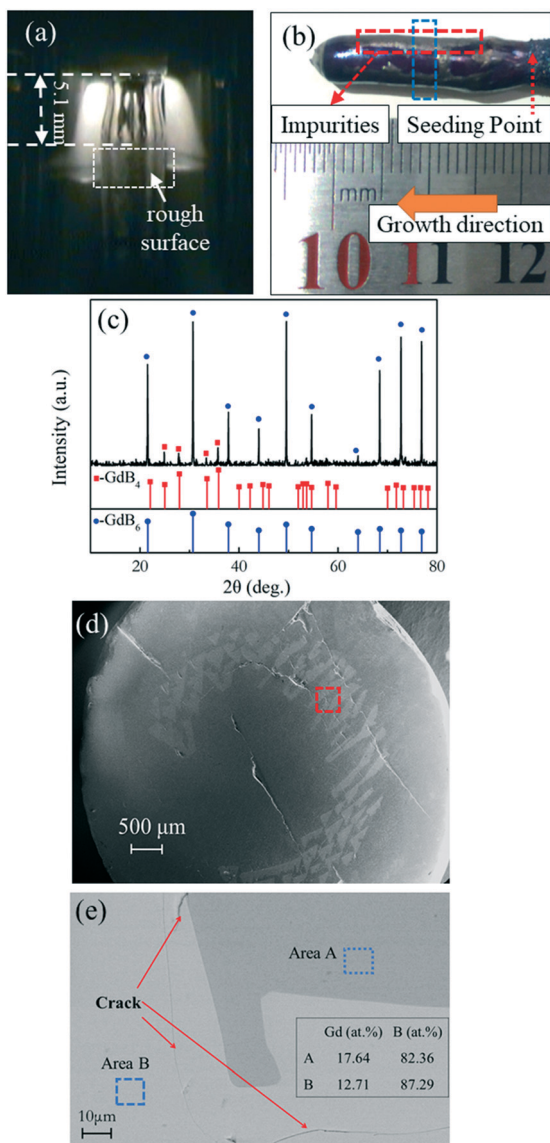 (a)
5.1 mm
rough
surface
(b)
Impurities
Seeding Point
mm
Growth direction
10 11 12
(c)
Intensity (a.u.)
-GdB4
-GdB6
20 40 60 80
2θ (deg.)
(d)
500 μm
(e)
Area A
Crack
Gd (at.%) B (at.%)
A 17.64 82.36
B 12.71 87.29
Area B
10μm